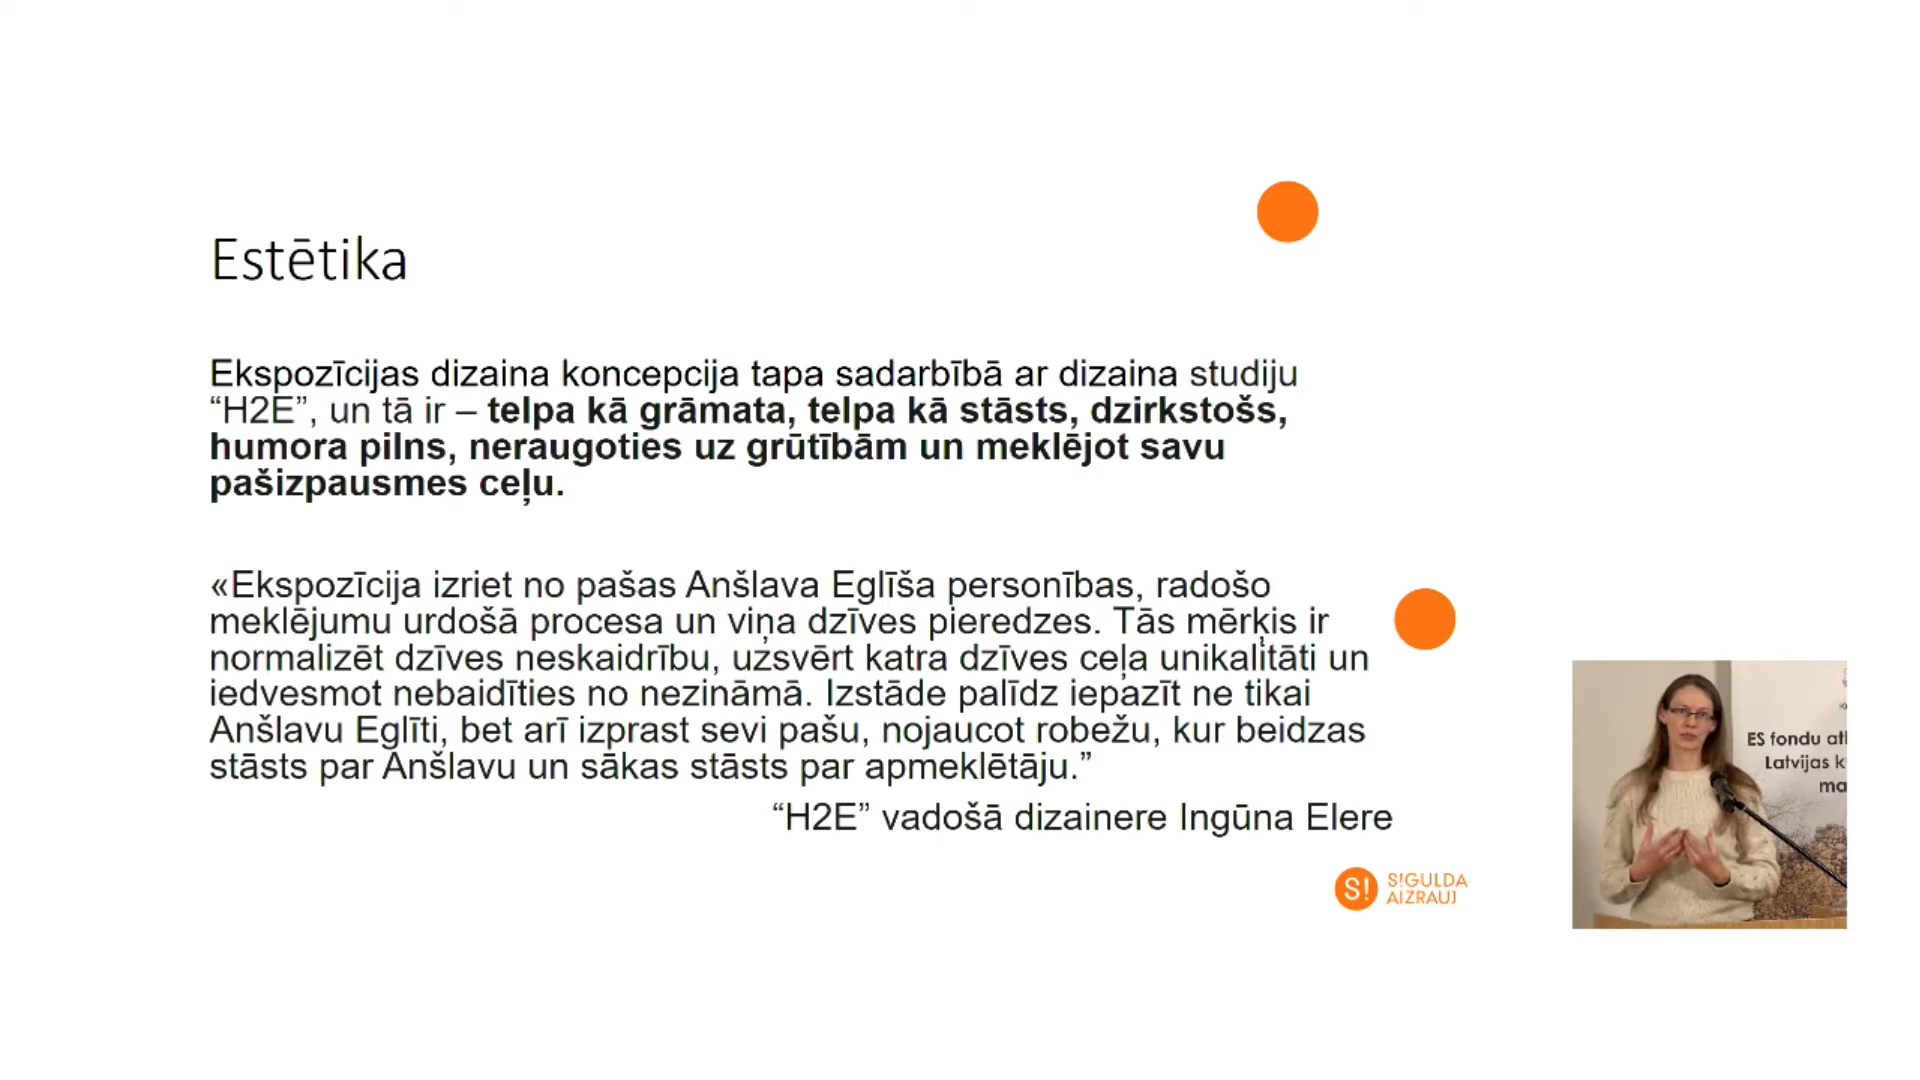 Estētika
Ekspozīcijas dizaina koncepcija tapa sadarbībā ar dizaina studiju
“H2E”, un tā ir – telpa kā grāmata, telpa kā stāsts, dzirkstošs,
humora pilns, neraugoties uz grūtībām un meklējot savu
pašizpausmes ceļu.
«Ekspozīcija izriet no pašas Anšlava Eglīša personības, radošo
meklējumu urdošā procesa un viņa dzīves pieredzes. Tās mērķis ir
normalizēt dzīves neskaidrību, uzsvērt katra dzīves ceļa unikalitāti un
iedvesmot nebaidīties no nezināmā. Izstāde palīdz iepazīt ne tikai
Anšlavu Eglīti, bet arī izprast sevi pašu, nojaucot robežu, kur beidzas
stāsts par Anšlavu un sākas stāsts par apmeklētāju.”
“H2E” vadošā dizainere Ingūna Elere
S! S!GULDA
AIZRAUJ
ES fondu
Latvijas